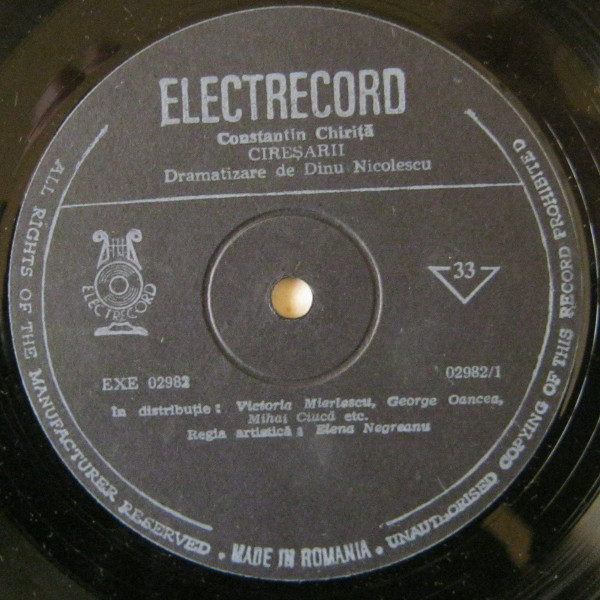 ELECTRECORD
Constantin Chiriță
CIREȘARII
Dramatizare de Dinu Nicolescu
ELECTRECORD
33
EXE 02982
02982/1
In distribuție : Victoria Mierlescu, George Oancea,
Mihai Ciucă etc.
Regia artistică : Elena Negreanu
ALL RIGHTS OF THE MANUFACTURER RESERVED • MADE IN ROMANIA • UNAUTHORISED COPYING OF THIS RECORD PROHIBITED